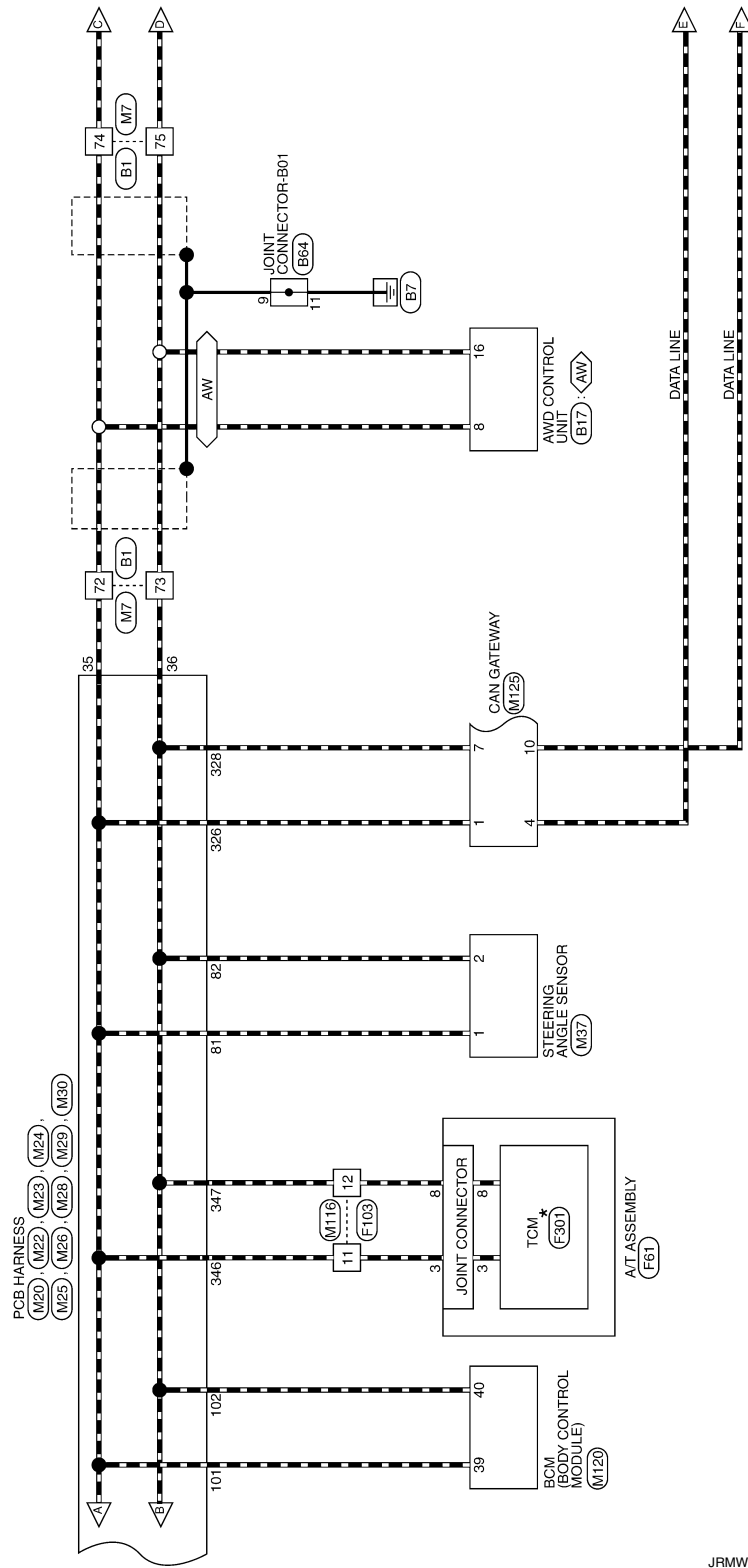 PCB HARNESS
M20 , M22 , M23 , M24 ,
M25 , M26 , M28 , M29 , M30
A
B
35
36
72
73
M7
B1
74
75
B1
M7
C
D
101
102
39
40
BCM
(BODY CONTROL
MODULE)
M120
346
347
11
12
M116
F103
3
8
JOINT CONNECTOR
3
8
TCM *
F301
A/T ASSEMBLY
F61
81
82
1
2
STEERING
ANGLE SENSOR
M37
326
328
1
7
4
10
CAN GATEWAY
M125
AW
8
16
AWD CONTROL
UNIT
B17 : AW
9
11
JOINT
CONNECTOR-B01
B64
B7
DATA LINE
E
DATA LINE
F
JRMW